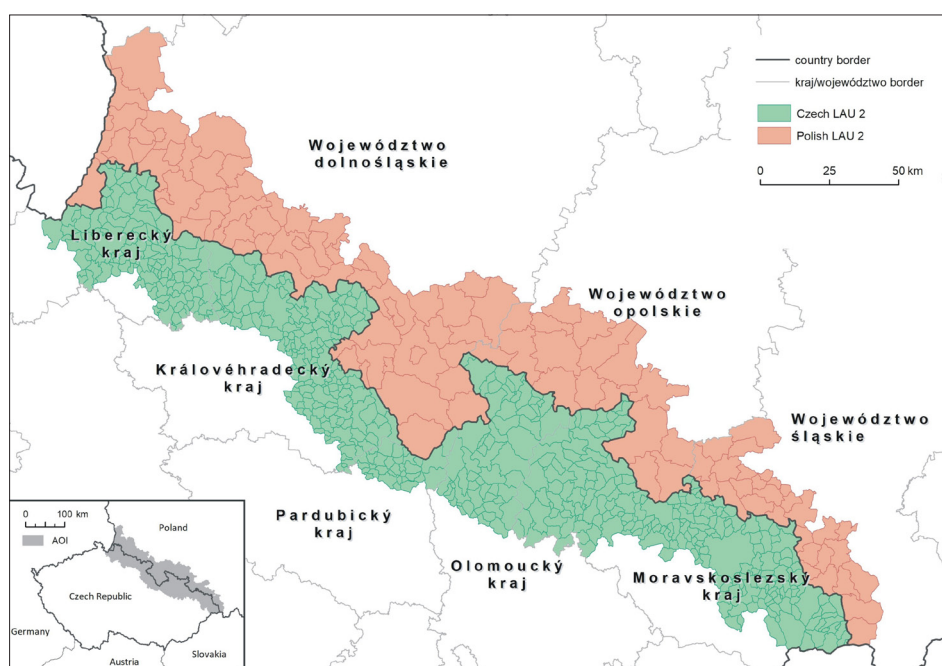 country border
kraj/województwo border
Czech LAU 2
Polish LAU 2
0 25 50 km
Województwo
dolnośląskie
Liberecký
kraj
Województwo
opolskie
Královéhradecký
kraj
Województwo
śląskie
Pardubický
kraj
Olomoucký
kraj
Moravskoslezský
kraj
0 100 km
AOI
Poland
Czech Republic
Germany
Austria
Slovakia